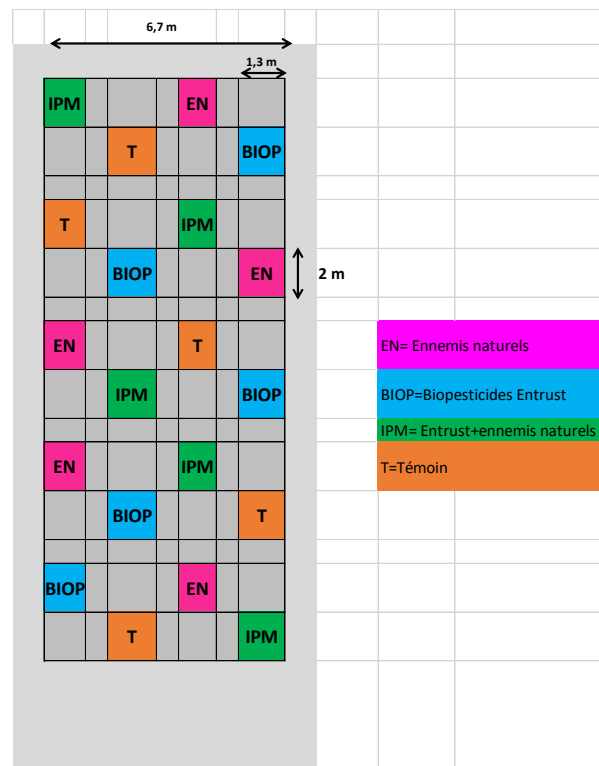 6,7 m
1,3 m
IPM EN
T BIOP
T IPM
BIOP EN
2 m
EN T
IPM BIOP
EN IPM
BIOP T
BIOP EN
T IPM
EN= Ennemis naturels
BIOP=Biopesticides Entrust
IPM= Entrust+ennemis naturels
T=Témoin